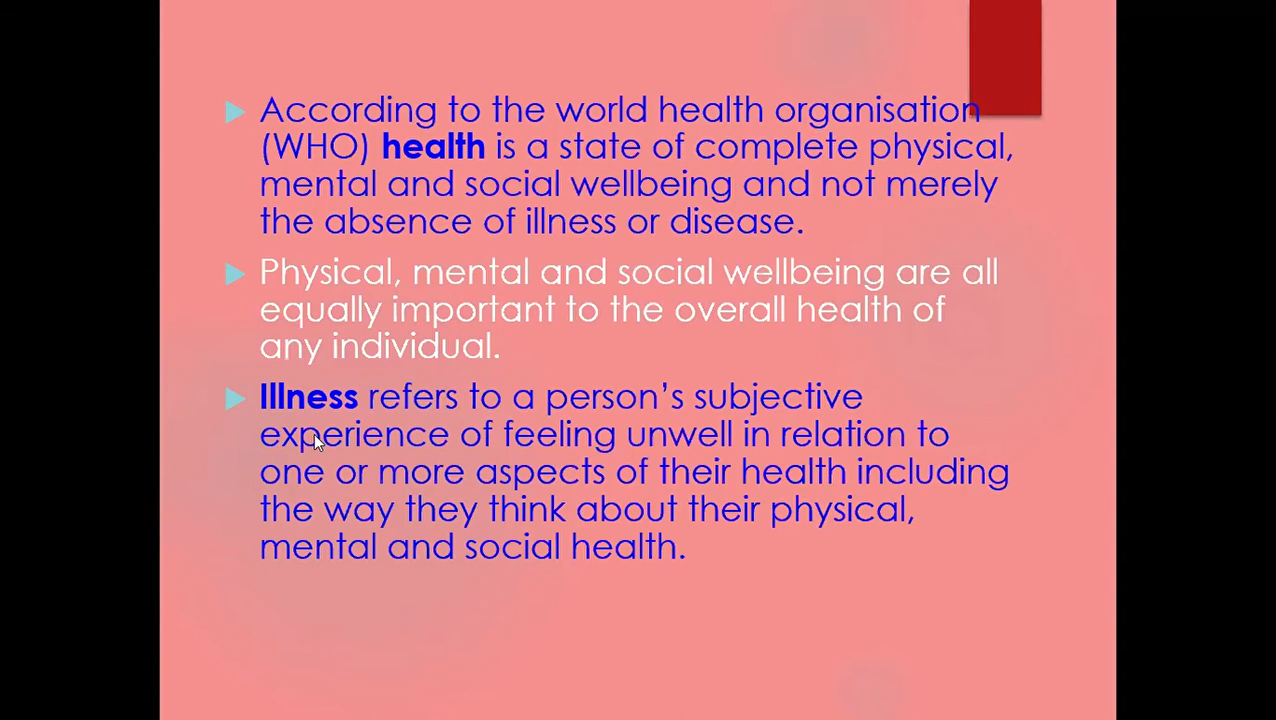 According to the world health organisation
(WHO) health is a state of complete physical,
mental and social wellbeing and not merely
the absence of illness or disease.
Physical, mental and social wellbeing are all
equally important to the overall health of
any individual.
Illness refers to a person's subjective
experience of feeling unwell in relation to
one or more aspects of their health including
the way they think about their physical,
mental and social health.